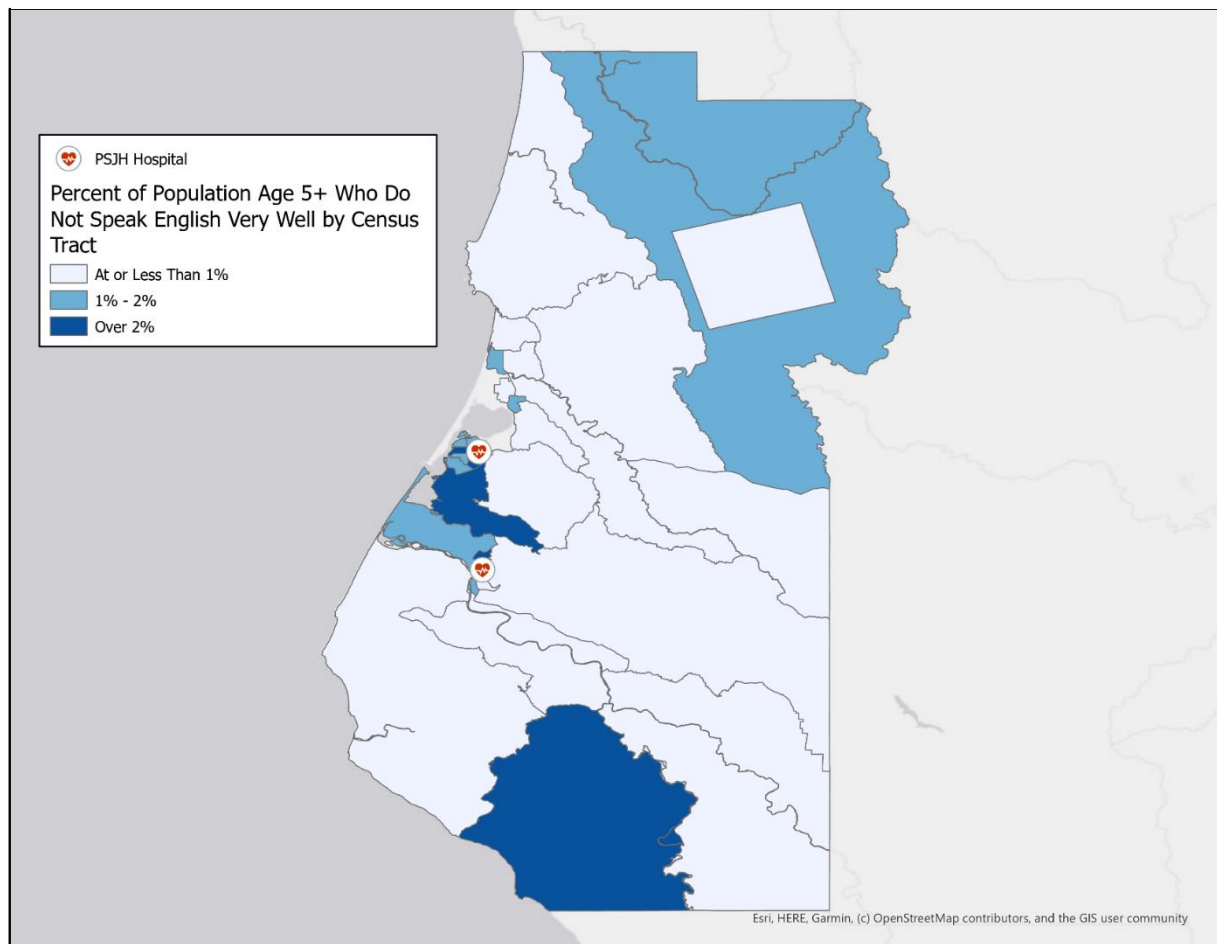 PSJH Hospital
Percent of Population Age 5+ Who Do
Not Speak English Very Well by Census
Tract
At or Less Than 1%
1% - 2%
Over 2%
Esri, HERE, Garmin, (c) OpenStreetMap contributors, and the GIS user community